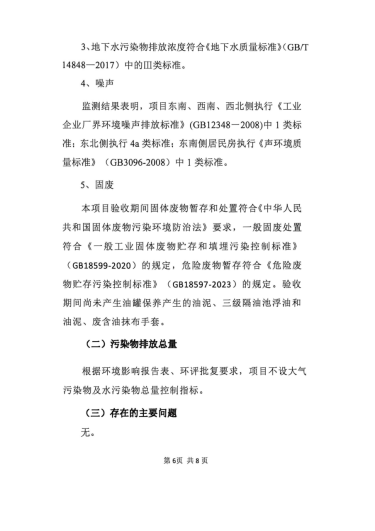 3、地下水污染物排放浓度符合《地下水质量标准》（GB/T
14848—2017）中的Ⅲ类标准。
4、噪声
监测结果表明，项目东南、西南、西北侧执行《工业
企业厂界环境噪声排放标准》(GB12348－2008)中 1 类标
准；东北侧执行 4a 类标准；东南侧居民房执行《声环境质
量标准》（GB3096-2008）中 1 类标准。
5、固废
本项目验收期间固体废物暂存和处置符合《中华人民
共和国固体废物污染环境防治法》要求，一般固废处置
符合《一般工业固体废物贮存和填埋污染控制标准》
（GB18599-2020）的规定，危险废物暂存符合《危险废
物贮存污染控制标准》（GB18597-2023）的规定。验收
期间尚未产生油罐保养产生的油泥、三级隔油池浮油和
油泥、废含油抹布手套。
（二）污染物排放总量
根据环境影响报告表、环评批复要求，项目不设大气
污染物及水污染物总量控制指标。
（三）存在的主要问题
无。
第 6页 共 8 页